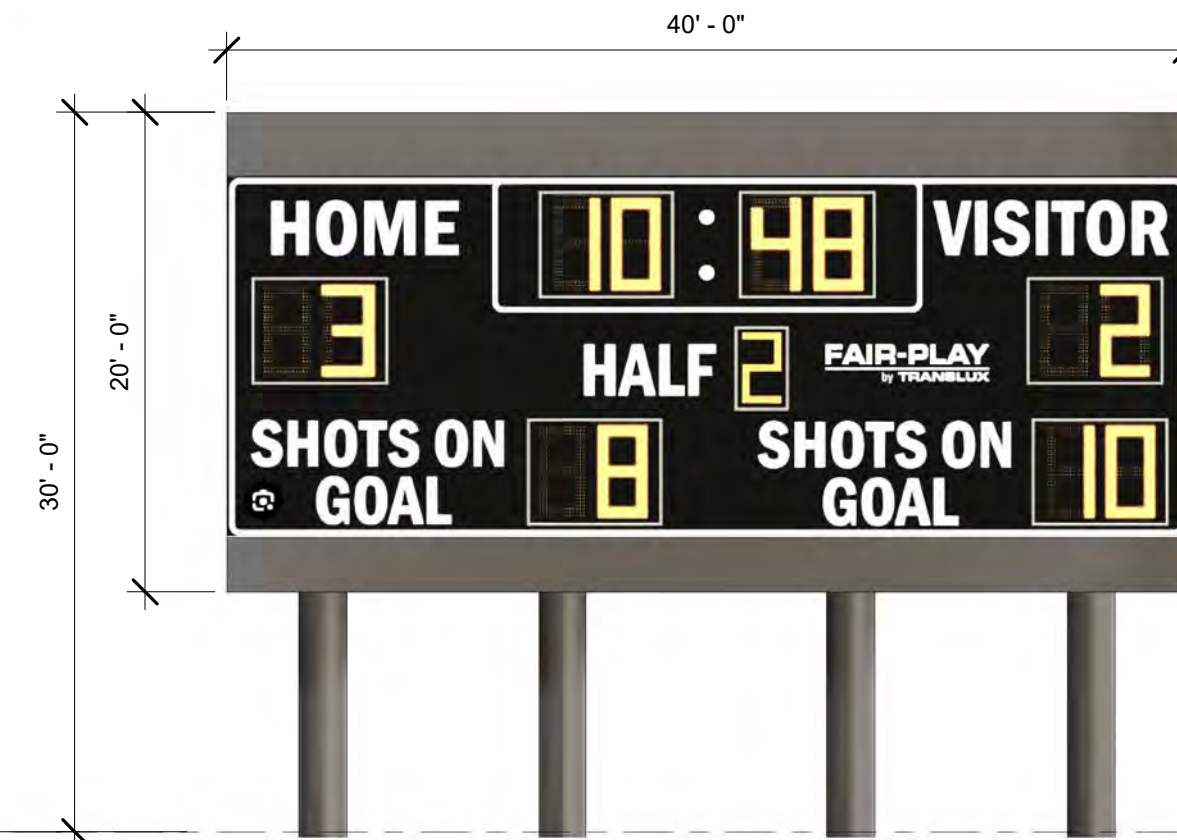 40' - 0"
HOME
10 : 48
VISITOR
3
2
20' - 0"
HALF 2
FAIR-PLAY
by TRANSLUX
30' - 0"
SHOTS ON
GOAL
8
SHOTS ON
GOAL
10